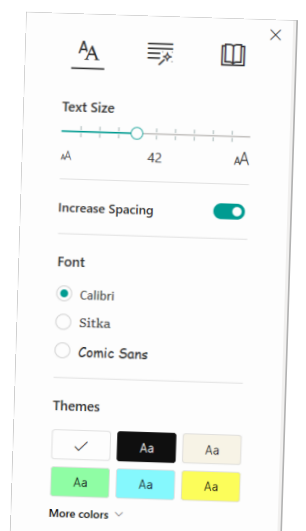 AA
Text Size
AA 42 AA
Increase Spacing
Font
Calibri
Sitka
Comic Sans
Themes
Aa Aa
Aa Aa Aa
More colors